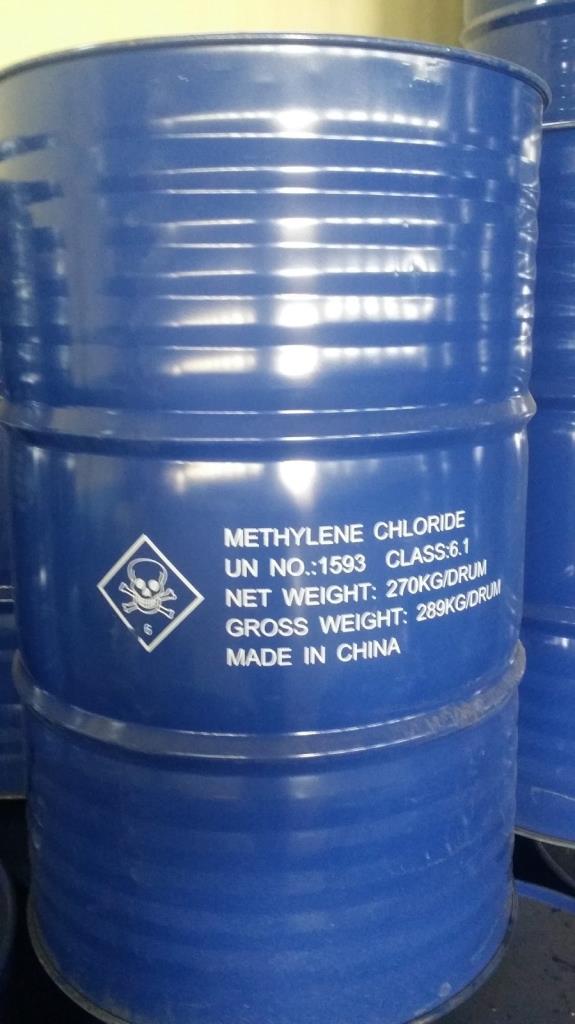 METHYLENE CHLORIDE
UN NO.:1593 CLASS:6.1
NET WEIGHT: 270KG/DRUM
GROSS WEIGHT: 289KG/DRUM
MADE IN CHINA
6